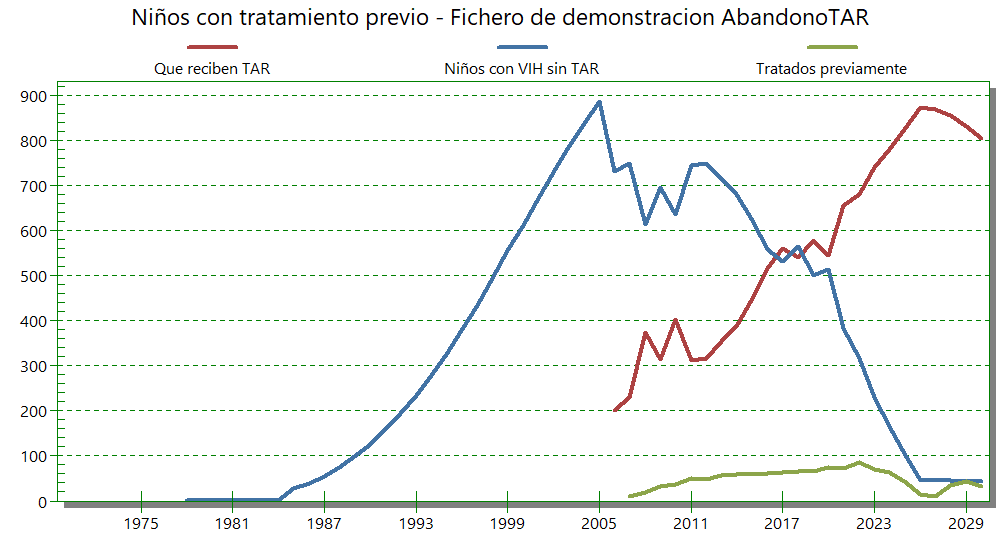 Niños con tratamiento previo - Fichero de demonstracion AbandonoTAR
Que reciben TAR
Niños con VIH sin TAR
Tratados previamente
900
800
700
600
500
400
300
200
100
0
1975 1981 1987 1993 1999 2005 2011 2017 2023 2029